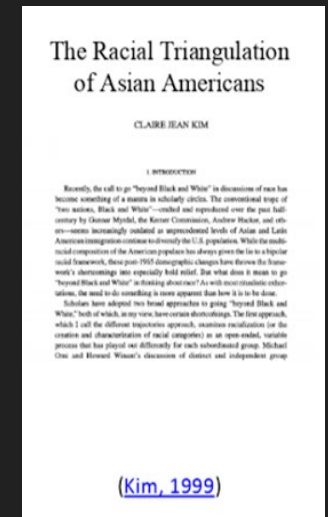 The Racial Triangulation
of Asian Americans
CLAIRE JEAN KIM
I. INTRODUCTION
Recently, the call to go "beyond Black and White" in discussions of race has
become something of a mantra in scholarly circles. The conventional trope of
"two nations, Black and White"—crafted and reproduced over the past half-
century by Gunnar Myrdal, the Kerner Commission, Andrew Hacker, and oth-
ers—seems increasingly outdated as unprecedented levels of Asian and Latin
American immigration continue to diversify the U.S. population. While the multi-
racial composition of the American populace has always given the lie to a bipolar
racial framework, these post-1965 demographic changes have thrown the frame-
work's shortcomings into especially bold relief. But what does it mean to go
"beyond Black and White" in thinking about race? As with most ritualistic exhor-
tations, the need to do something is more apparent than how it is to be done.
Scholars have adopted two broad approaches to going "beyond Black and
White," both of which, in my view, have certain shortcomings. The first approach,
which I call the different trajectories approach, examines racialization (or the
creation and characterization of racial categories) as an open-ended, variable
process that has played out differently for each subordinated group. Michael
Omi and Howard Winant's discussion of distinct and independent group
(Kim, 1999)